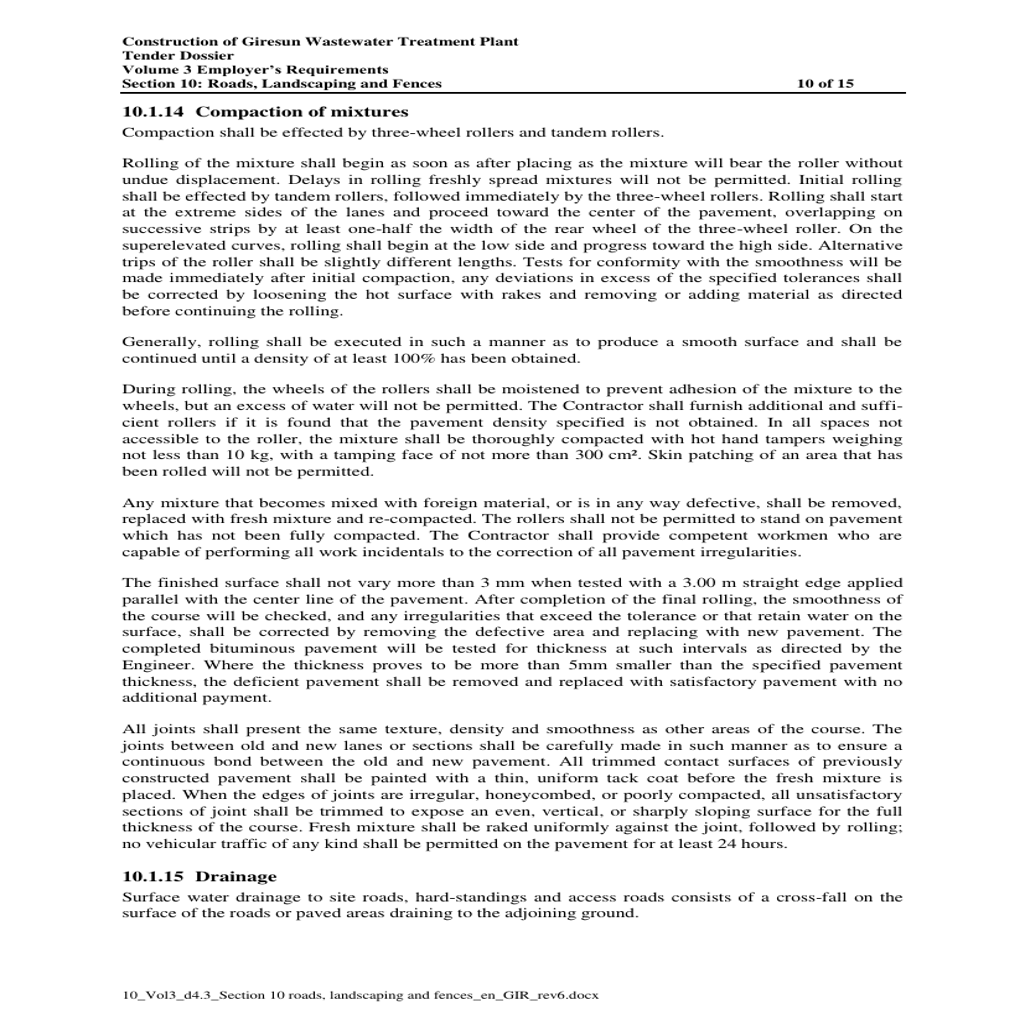 Construction of Giresun Wastewater Treatment Plant
Tender Dossier
Volume 3 Employer's Requirements
Section 10: Roads, Landscaping and Fences 10 of 15
10.1.14 Compaction of mixtures
Compaction shall be effected by three-wheel rollers and tandem rollers.
Rolling of the mixture shall begin as soon as after placing as the mixture will bear the roller without
undue displacement. Delays in rolling freshly spread mixtures will not be permitted. Initial rolling
shall be effected by tandem rollers, followed immediately by the three-wheel rollers. Rolling shall start
at the extreme sides of the lanes and proceed toward the center of the pavement, overlapping on
successive strips by at least one-half the width of the rear wheel of the three-wheel roller. On the
superelevated curves, rolling shall begin at the low side and progress toward the high side. Alternative
trips of the roller shall be slightly different lengths. Tests for conformity with the smoothness will be
made immediately after initial compaction, any deviations in excess of the specified tolerances shall
be corrected by loosening the hot surface with rakes and removing or adding material as directed
before continuing the rolling.
Generally, rolling shall be executed in such a manner as to produce a smooth surface and shall be
continued until a density of at least 100% has been obtained.
During rolling, the wheels of the rollers shall be moistened to prevent adhesion of the mixture to the
wheels, but an excess of water will not be permitted. The Contractor shall furnish additional and suffi-
cient rollers if it is found that the pavement density specified is not obtained. In all spaces not
accessible to the roller, the mixture shall be thoroughly compacted with hot hand tampers weighing
not less than 10 kg, with a tamping face of not more than 300 cm². Skin patching of an area that has
been rolled will not be permitted.
Any mixture that becomes mixed with foreign material, or is in any way defective, shall be removed,
replaced with fresh mixture and re-compacted. The rollers shall not be permitted to stand on pavement
which has not been fully compacted. The Contractor shall provide competent workmen who are
capable of performing all work incidentals to the correction of all pavement irregularities.
The finished surface shall not vary more than 3 mm when tested with a 3.00 m straight edge applied
parallel with the center line of the pavement. After completion of the final rolling, the smoothness of
the course will be checked, and any irregularities that exceed the tolerance or that retain water on the
surface, shall be corrected by removing the defective area and replacing with new pavement. The
completed bituminous pavement will be tested for thickness at such intervals as directed by the
Engineer. Where the thickness proves to be more than 5mm smaller than the specified pavement
thickness, the deficient pavement shall be removed and replaced with satisfactory pavement with no
additional payment.
All joints shall present the same texture, density and smoothness as other areas of the course. The
joints between old and new lanes or sections shall be carefully made in such manner as to ensure a
continuous bond between the old and new pavement. All trimmed contact surfaces of previously
constructed pavement shall be painted with a thin, uniform tack coat before the fresh mixture is
placed. When the edges of joints are irregular, honeycombed, or poorly compacted, all unsatisfactory
sections of joint shall be trimmed to expose an even, vertical, or sharply sloping surface for the full
thickness of the course. Fresh mixture shall be raked uniformly against the joint, followed by rolling;
no vehicular traffic of any kind shall be permitted on the pavement for at least 24 hours.
10.1.15 Drainage
Surface water drainage to site roads, hard-standings and access roads consists of a cross-fall on the
surface of the roads or paved areas draining to the adjoining ground.
10_Vol3_d4.3_Section 10 roads, landscaping and fences_en_GIR_rev6.docx